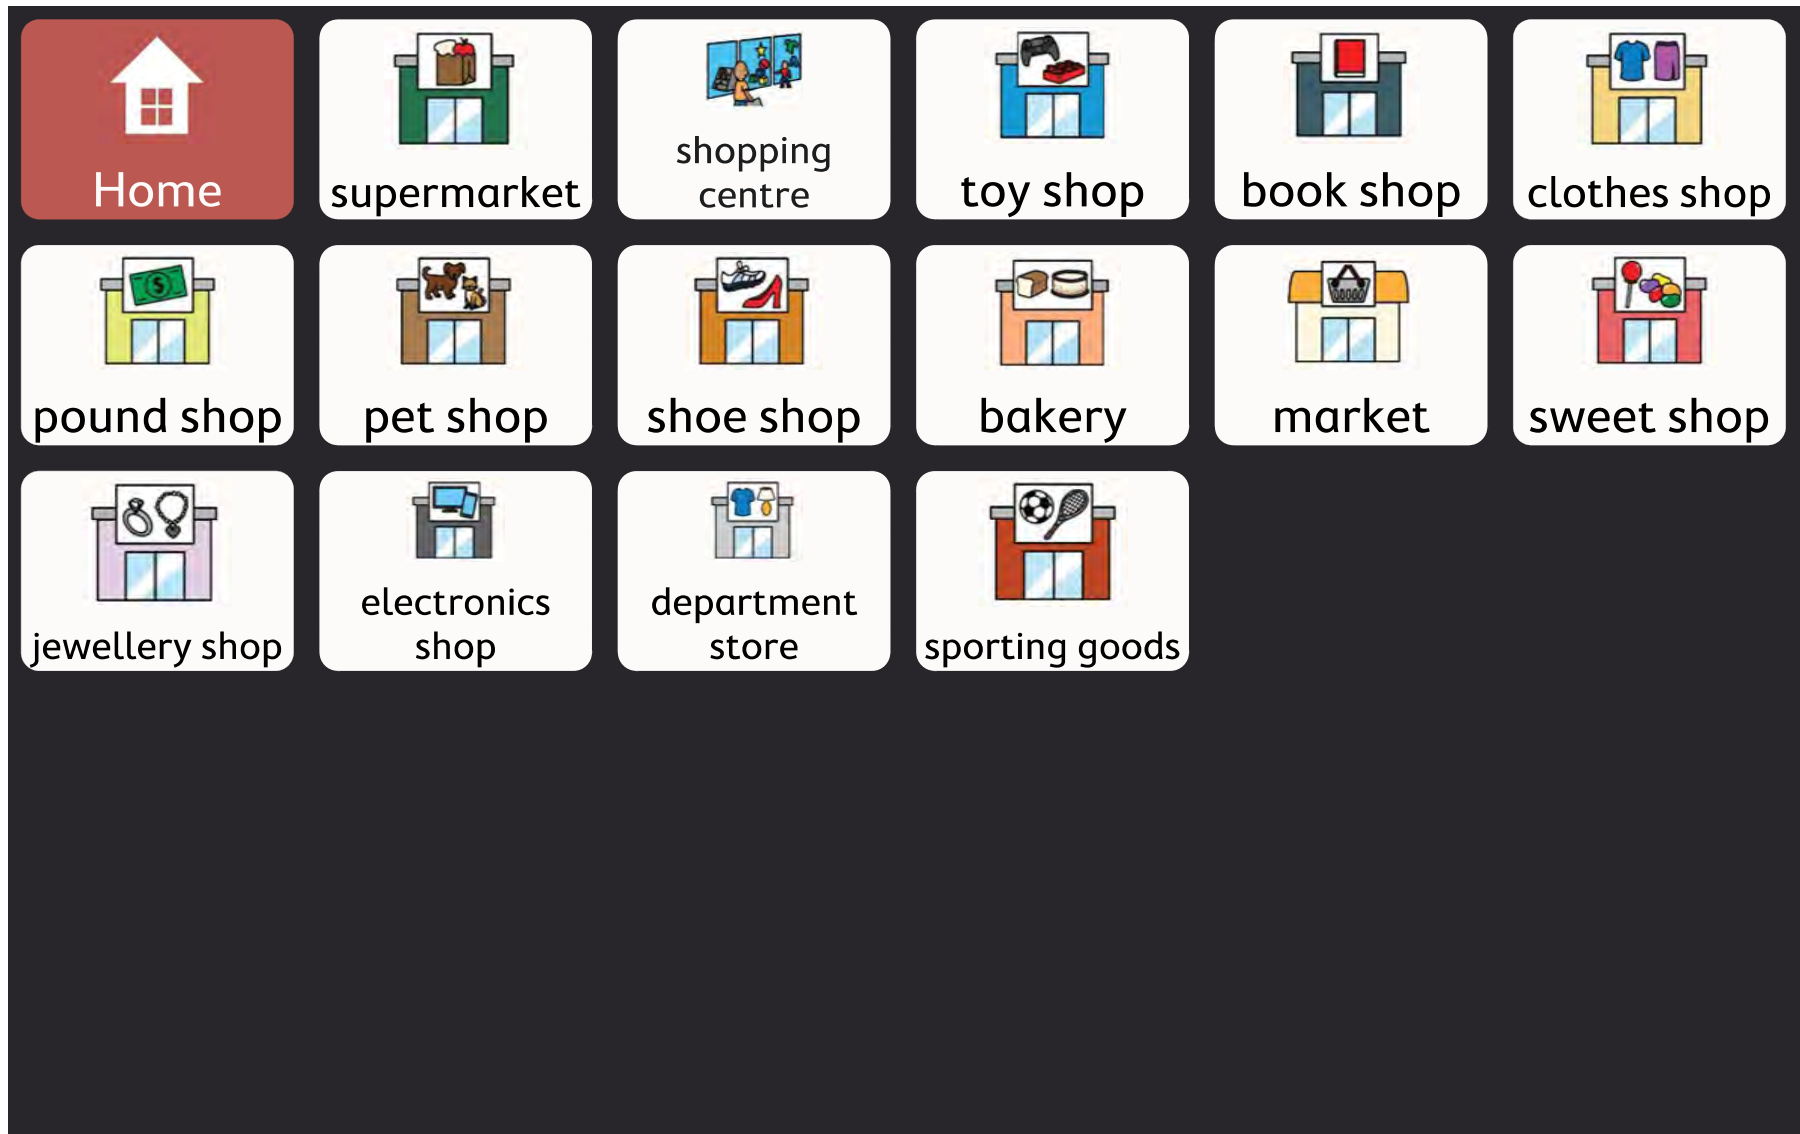 Home
supermarket
shopping
centre
toy shop
book shop
clothes shop
pound shop
pet shop
shoe shop
bakery
market
sweet shop
jewellery shop
electronics
shop
department
store
sporting goods